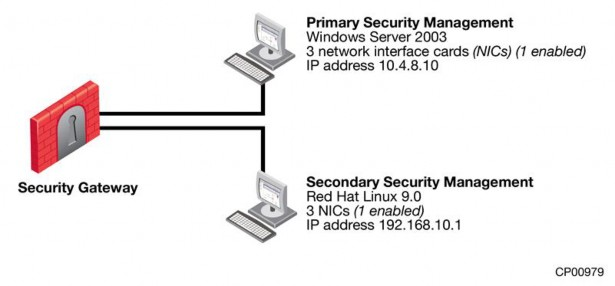 Primary Security Management
Windows Server 2003
3 network interface cards (NICs) (1 enabled)
IP address 10.4.8.10
Security Gateway
Secondary Security Management
Red Hat Linux 9.0
3 NICs (1 enabled)
IP address 192.168.10.1
CP00979